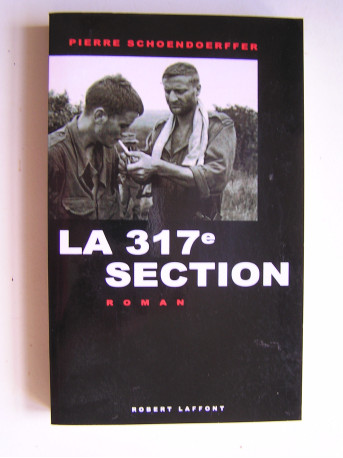 PIERRE SCHOENDOERFFER
LA 317e
SECTION
ROMAN
ROBERT LAFFONT